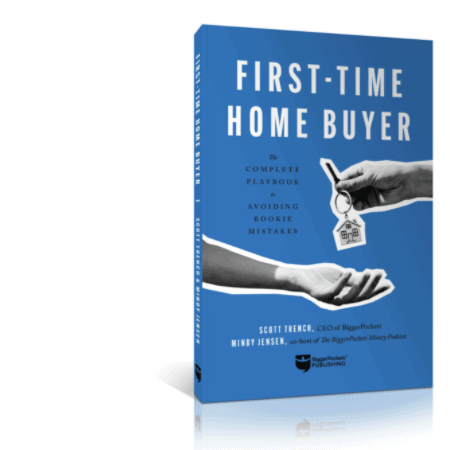 FIRST-TIME
HOME BUYER
The
COMPLETE
PLAYBOOK
to
AVOIDING
ROOKIE
MISTAKES
SCOTT TRENCH, CEO of BiggerPockets
MINDY JENSEN, co-host of The BiggerPockets Money Podcast
BiggerPockets®
PUBLISHING
FIRST-TIME HOME BUYER | SCOTT TRENCH & MINDY JENSEN